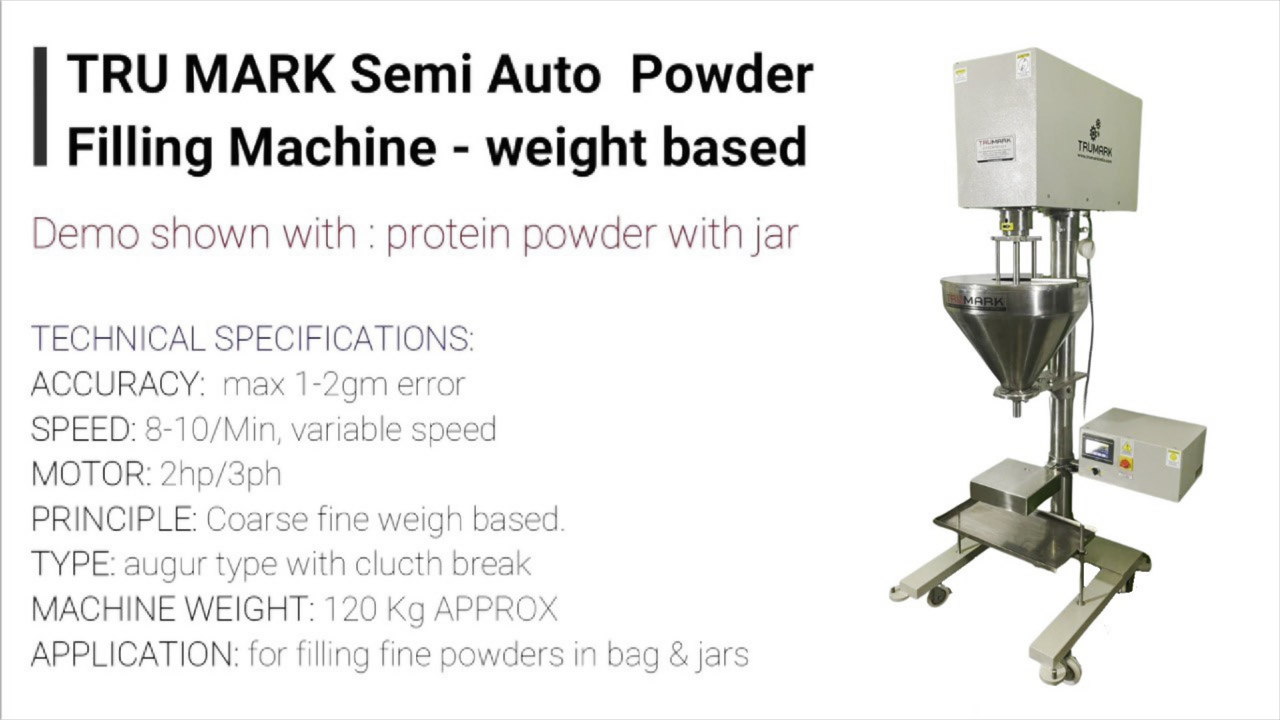 TRU MARK Semi Auto Powder
Filling Machine - weight based
Demo shown with : protein powder with jar
TECHNICAL SPECIFICATIONS:
ACCURACY: max 1-2gm error
SPEED: 8-10/Min, variable speed
MOTOR: 2hp/3ph
PRINCIPLE: Coarse fine weigh based.
TYPE: augur type with clucth break
MACHINE WEIGHT: 120 Kg APPROX
APPLICATION: for filling fine powders in bag & jars
TRUMARK
TRUMARK
TRUMARK